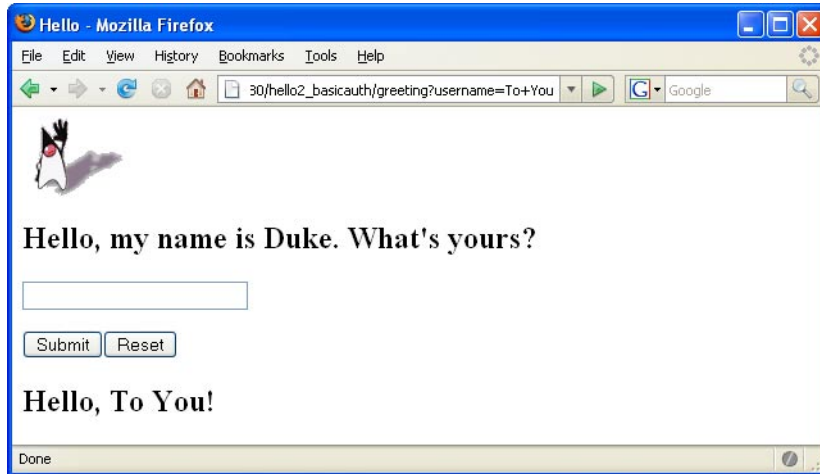 Hello - Mozilla Firefox
File Edit View History Bookmarks Tools Help
30/hello2_basicauth/greeting?username=To+You G Google
Hello, my name is Duke. What's yours?
Submit Reset
Hello, To You!
Done